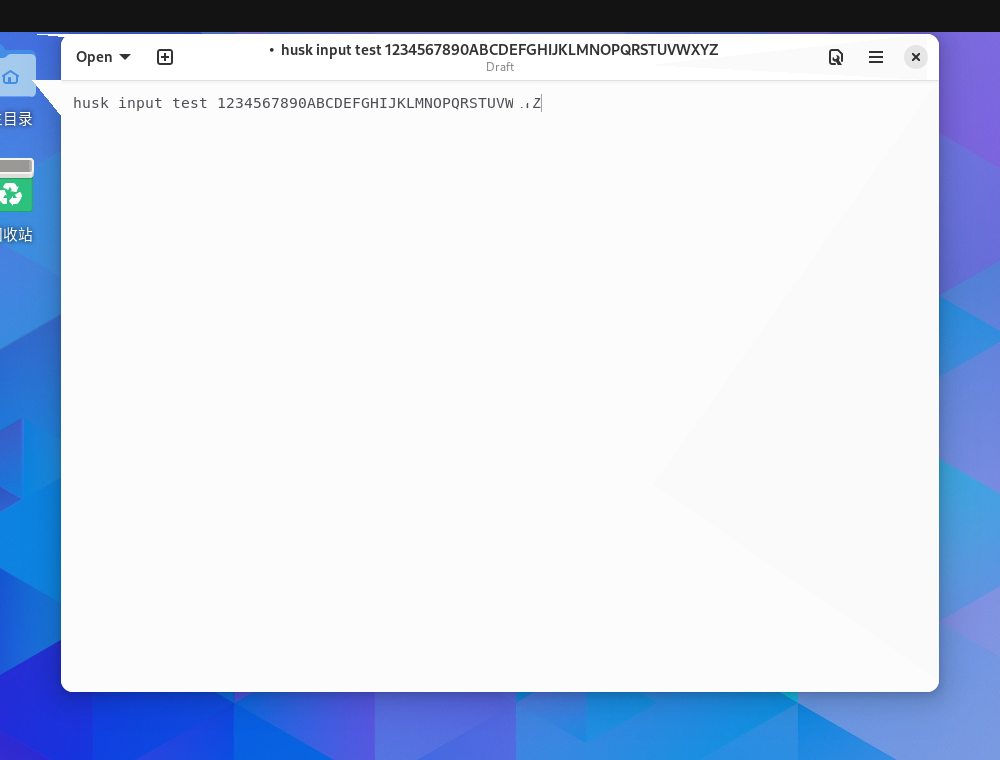 Open
• husk input test 1234567890ABCDEFGHIJKLMNOPQRSTUVWXYZ
Draft
husk input test 1234567890ABCDEFGHIJKLMNOPQRSTUVW Z
目录
收站